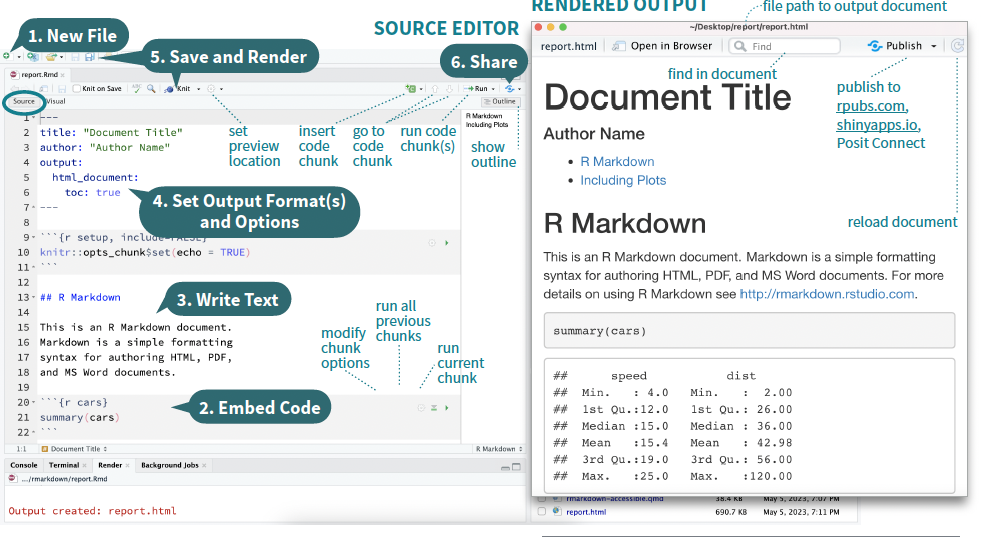 SOURCE EDITOR
RENDERED OUTPUT
file path to output document
1. New File
5. Save and Render
6. Share
report.Rmd
Knit on Save
Knit
Run
Source
Visual
Outline
R Markdown
Including Plots
set
preview
location
insert
code
chunk
go to
code
chunk
run code
chunk(s)
show
outline
1 ---
2 title: "Document Title"
3 author: "Author Name"
4 output:
5 html_document:
6 toc: true
7 ---
8
4. Set Output Format(s)
and Options
9 ```{r setup, include=FALSE}
10 knitr::opts_chunk$set(echo = TRUE)
11 ```
12
13 ## R Markdown
14
3. Write Text
15 This is an R Markdown document.
16 Markdown is a simple formatting
17 syntax for authoring HTML, PDF,
18 and MS Word documents.
19
modify
chunk
options
run all
previous
chunks
run
current
chunk
20 ```{r cars}
21 summary(cars)
22 ```
2. Embed Code
1:1
Document Title
R Markdown
Console
Terminal
Render
Background Jobs
.../rmarkdown/report.Rmd
Output created: report.html
~/Desktop/report/report.html
report.html
Open in Browser
Find
Publish
find in document
publish to
rpubs.com,
shinyapps.io,
Posit Connect
reload document
Document Title
Author Name
• R Markdown
• Including Plots
R Markdown
This is an R Markdown document. Markdown is a simple formatting
syntax for authoring HTML, PDF, and MS Word documents. For more
details on using R Markdown see http://rmarkdown.rstudio.com.
summary(cars)
## speed dist
## Min. : 4.0 Min. : 2.00
## 1st Qu.:12.0 1st Qu.: 26.00
## Median :15.0 Median : 36.00
## Mean :15.4 Mean : 42.98
## 3rd Qu.:19.0 3rd Qu.: 56.00
## Max. :25.0 Max. :120.00
rmarkdown-accessible.qmd 38.4 KB May 5, 2023, 7:07 PM
report.html 690.7 KB May 5, 2023, 7:11 PM